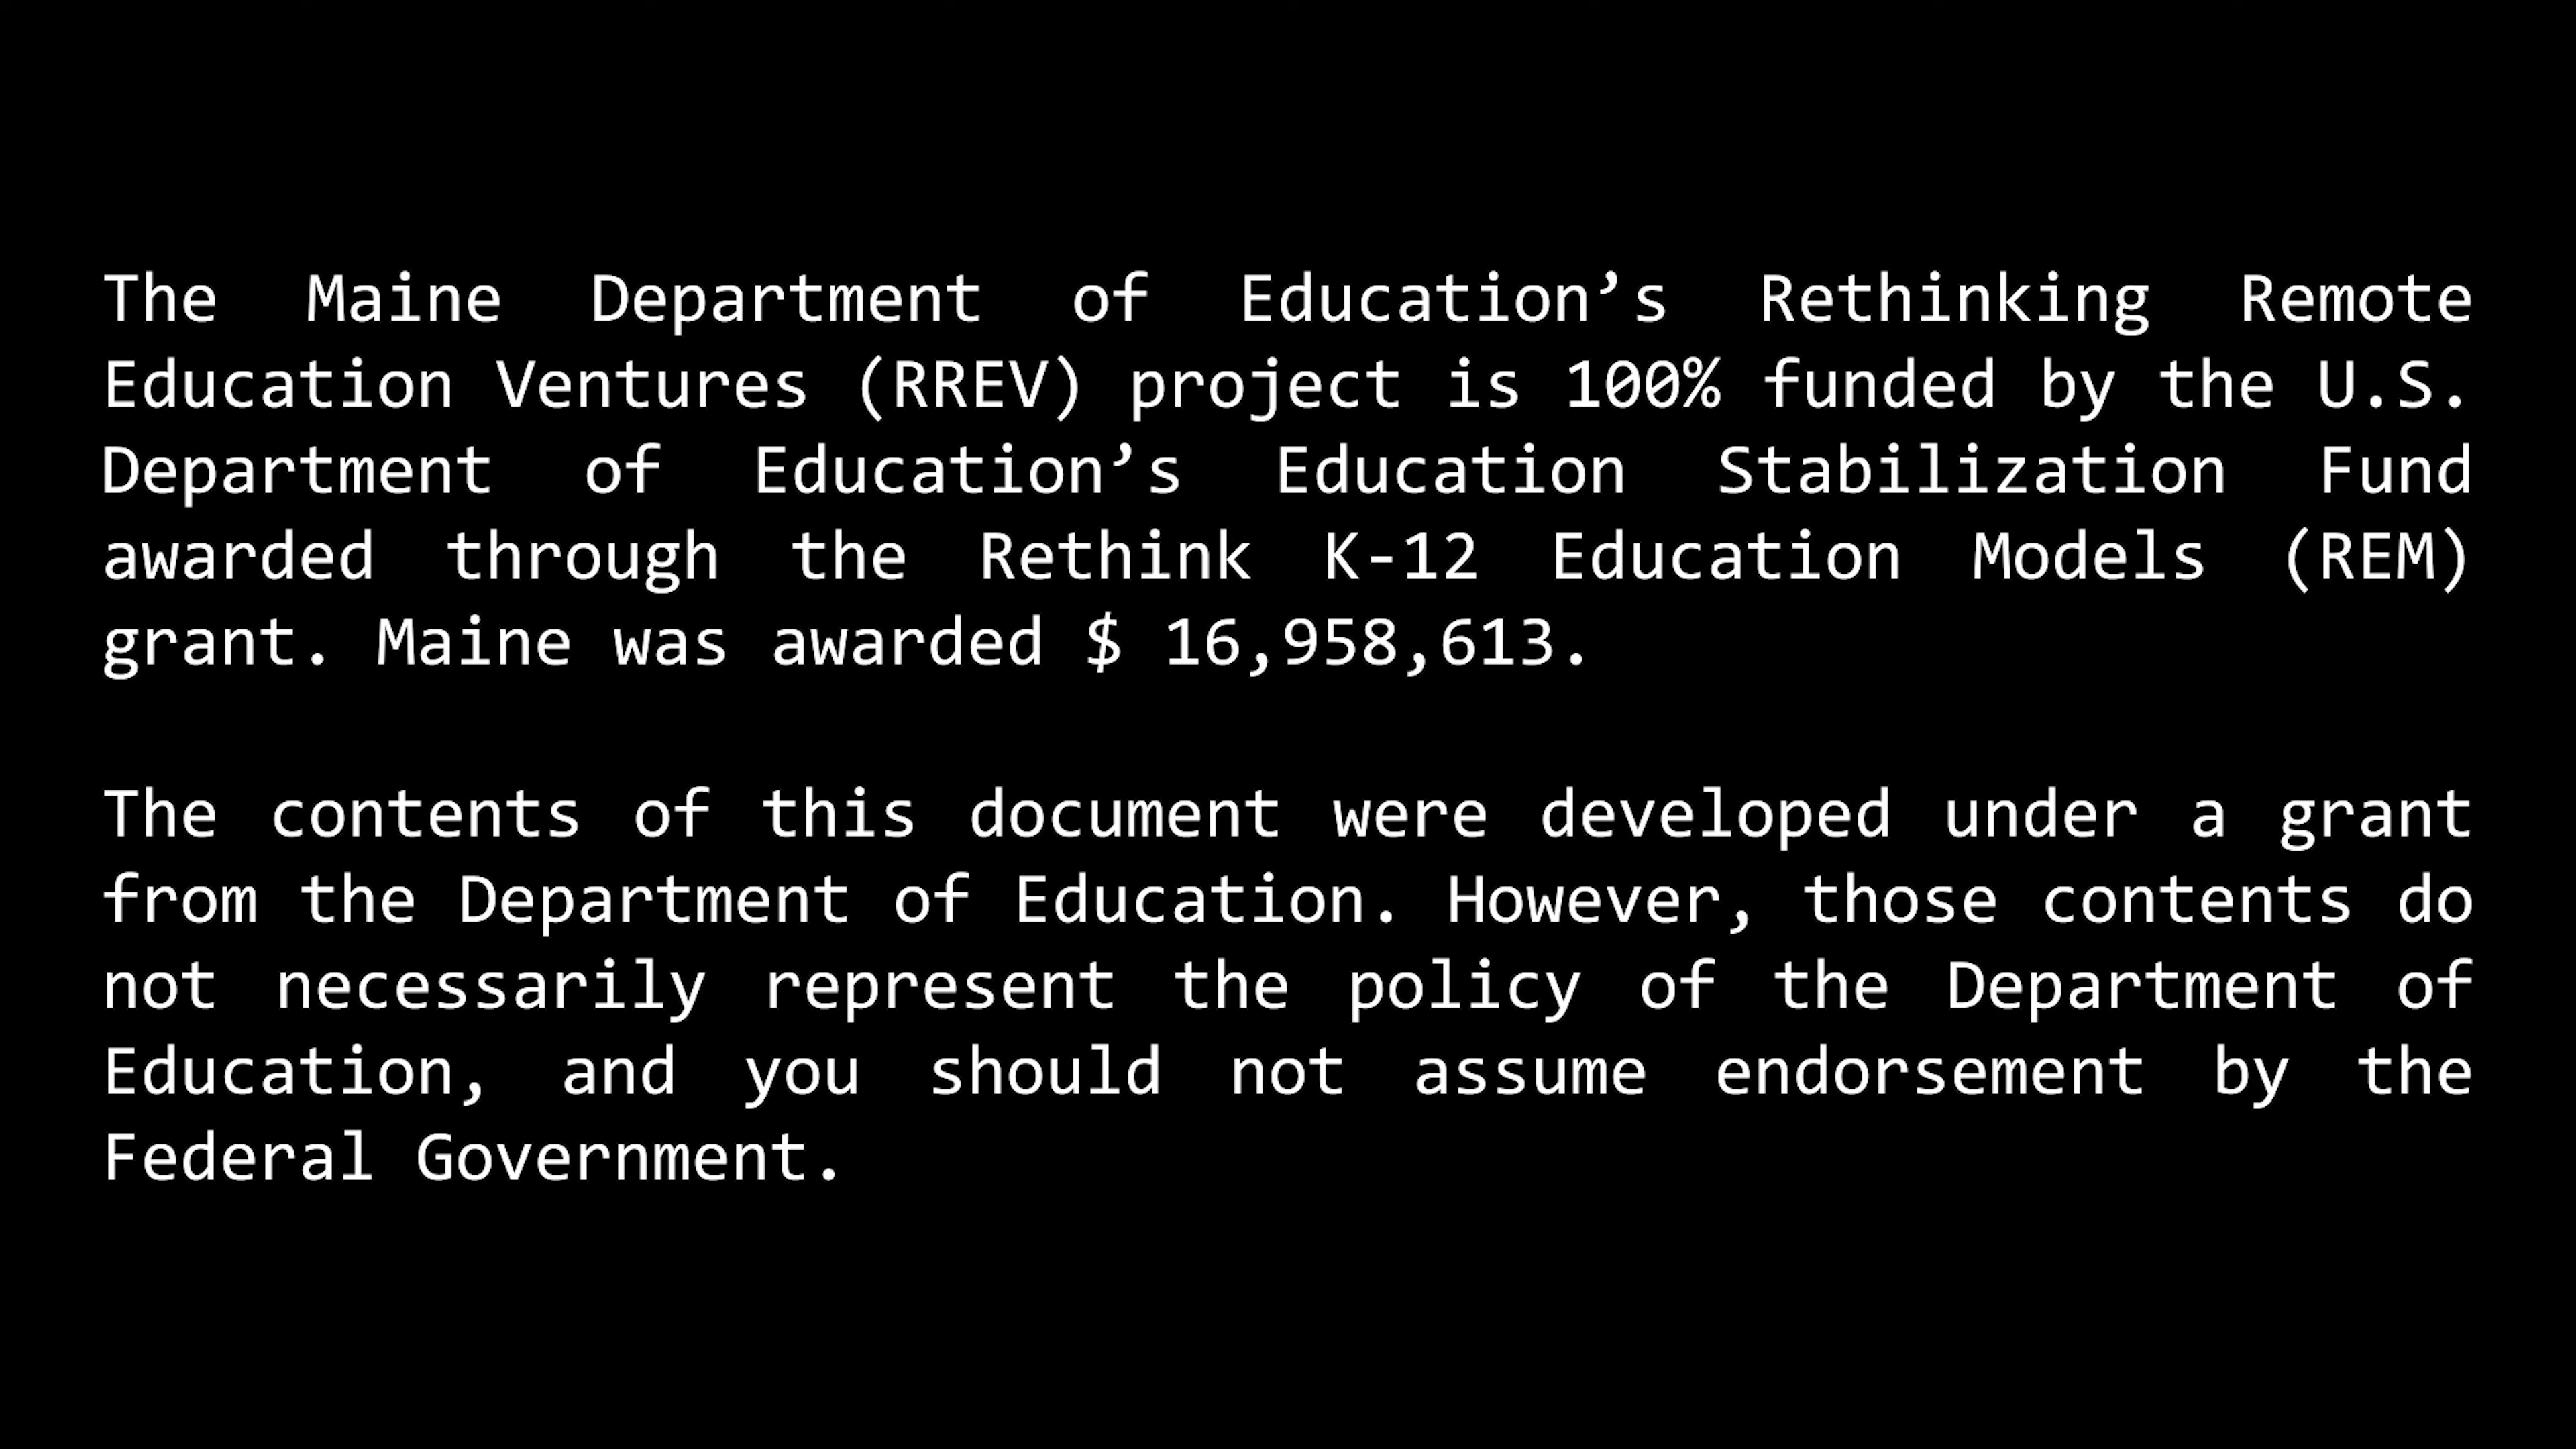 The Maine Department of Education’s Rethinking Remote
Education Ventures (RREV) project is 100% funded by the U.S.
Department of Education’s Education Stabilization Fund
awarded through the Rethink K-12 Education Models (REM)
grant. Maine was awarded $ 16,958,613.
The contents of this document were developed under a grant
from the Department of Education. However, those contents do
not necessarily represent the policy of the Department of
Education, and you should not assume endorsement by the
Federal Government.